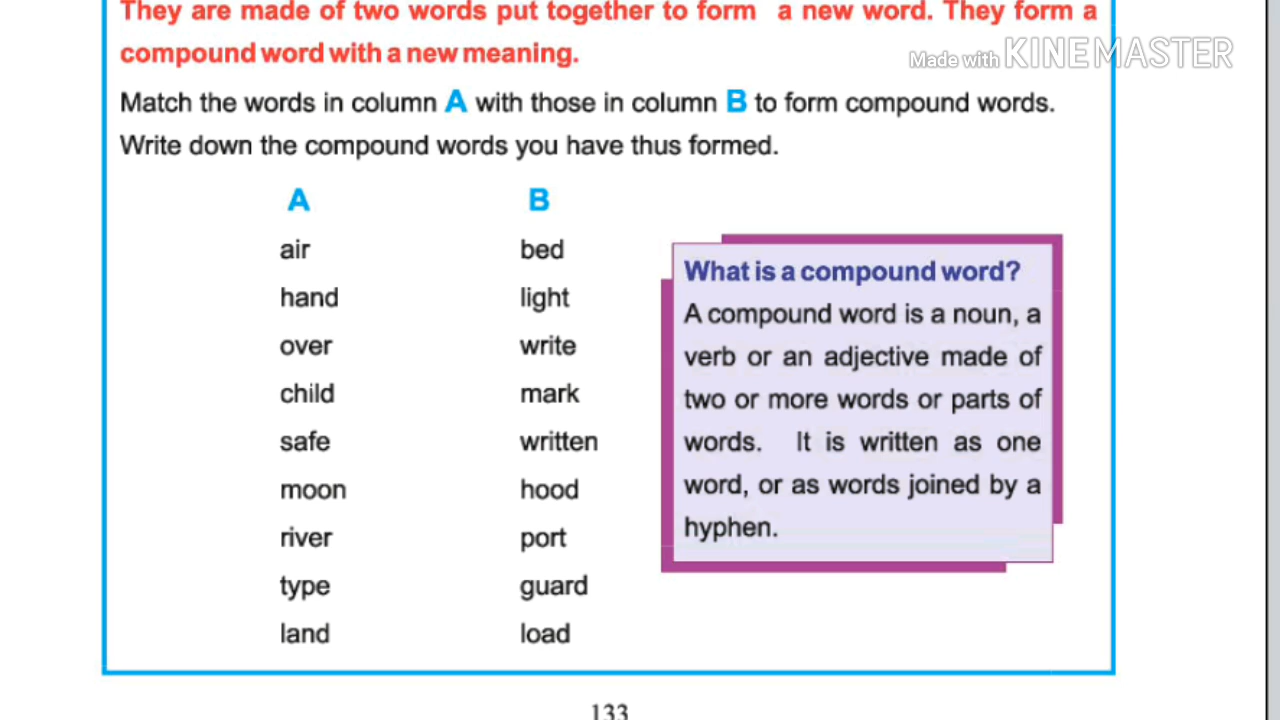 They are made of two words put together to form a new word. They form a
compound word with a new meaning.
Made with KINEMASTER
Match the words in column A with those in column B to form compound words.
Write down the compound words you have thus formed.
A B
air bed
hand light
over write
child mark
safe written
moon hood
river port
type guard
land load
What is a compound word?
A compound word is a noun, a
verb or an adjective made of
two or more words or parts of
words. It is written as one
word, or as words joined by a
hyphen.
133